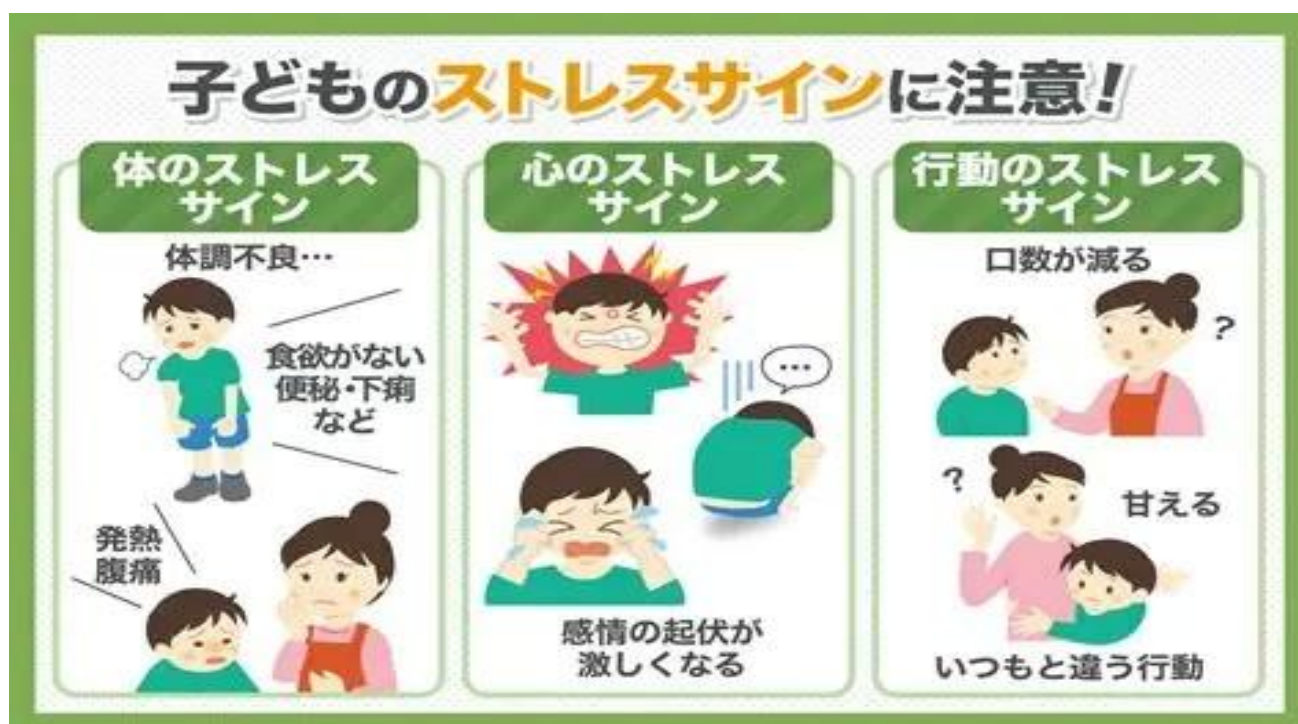 子どものストレスサインに注意！
体のストレス
サイン
体調不良…
食欲がない
便秘・下痢
など
発熱
腹痛
心のストレス
サイン
…
感情の起伏が
激しくなる
行動のストレス
サイン
口数が減る
?
?
甘える
いつもと違う行動